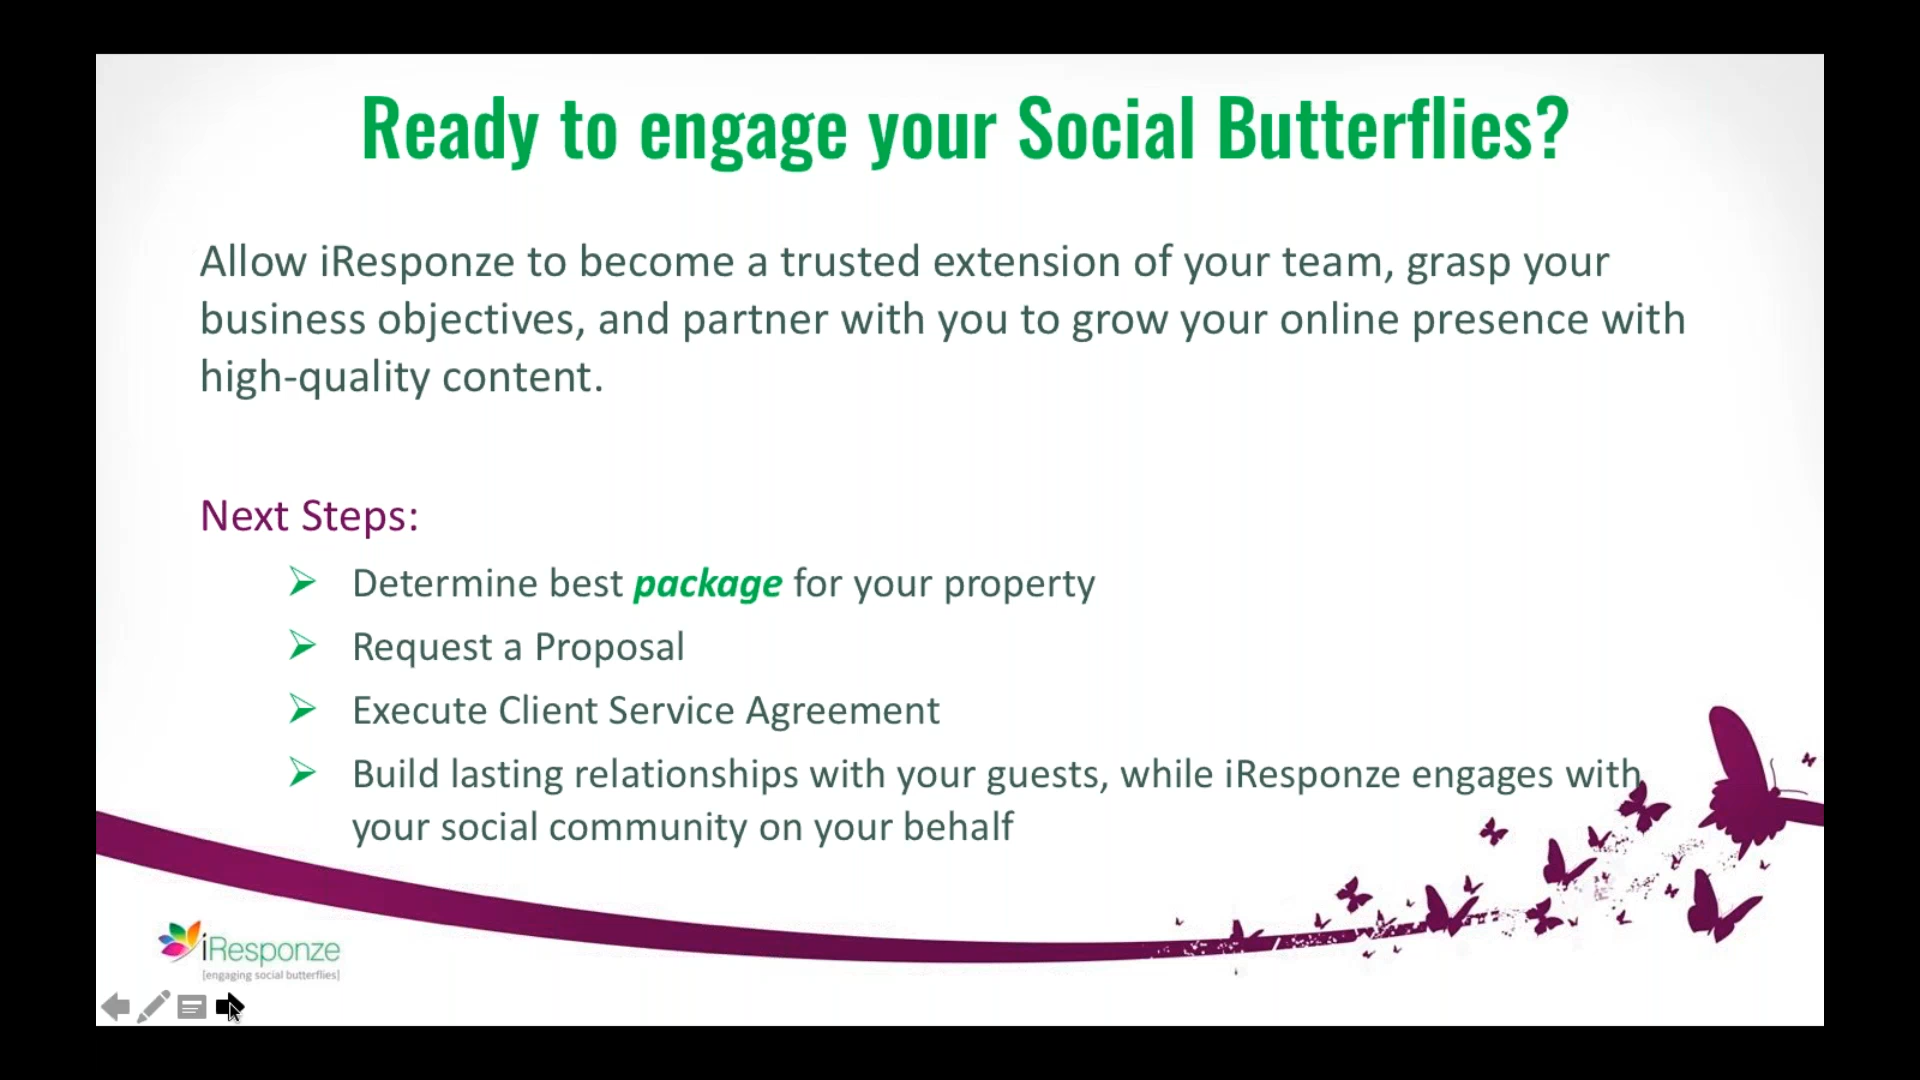 Ready to engage your Social Butterflies?
Allow iResponze to become a trusted extension of your team, grasp your
business objectives, and partner with you to grow your online presence with
high-quality content.
Next Steps:
Determine best package for your property
Request a Proposal
Execute Client Service Agreement
Build lasting relationships with your guests, while iResponze engages with
your social community on your behalf
iResponze
[engaging social butterflies]